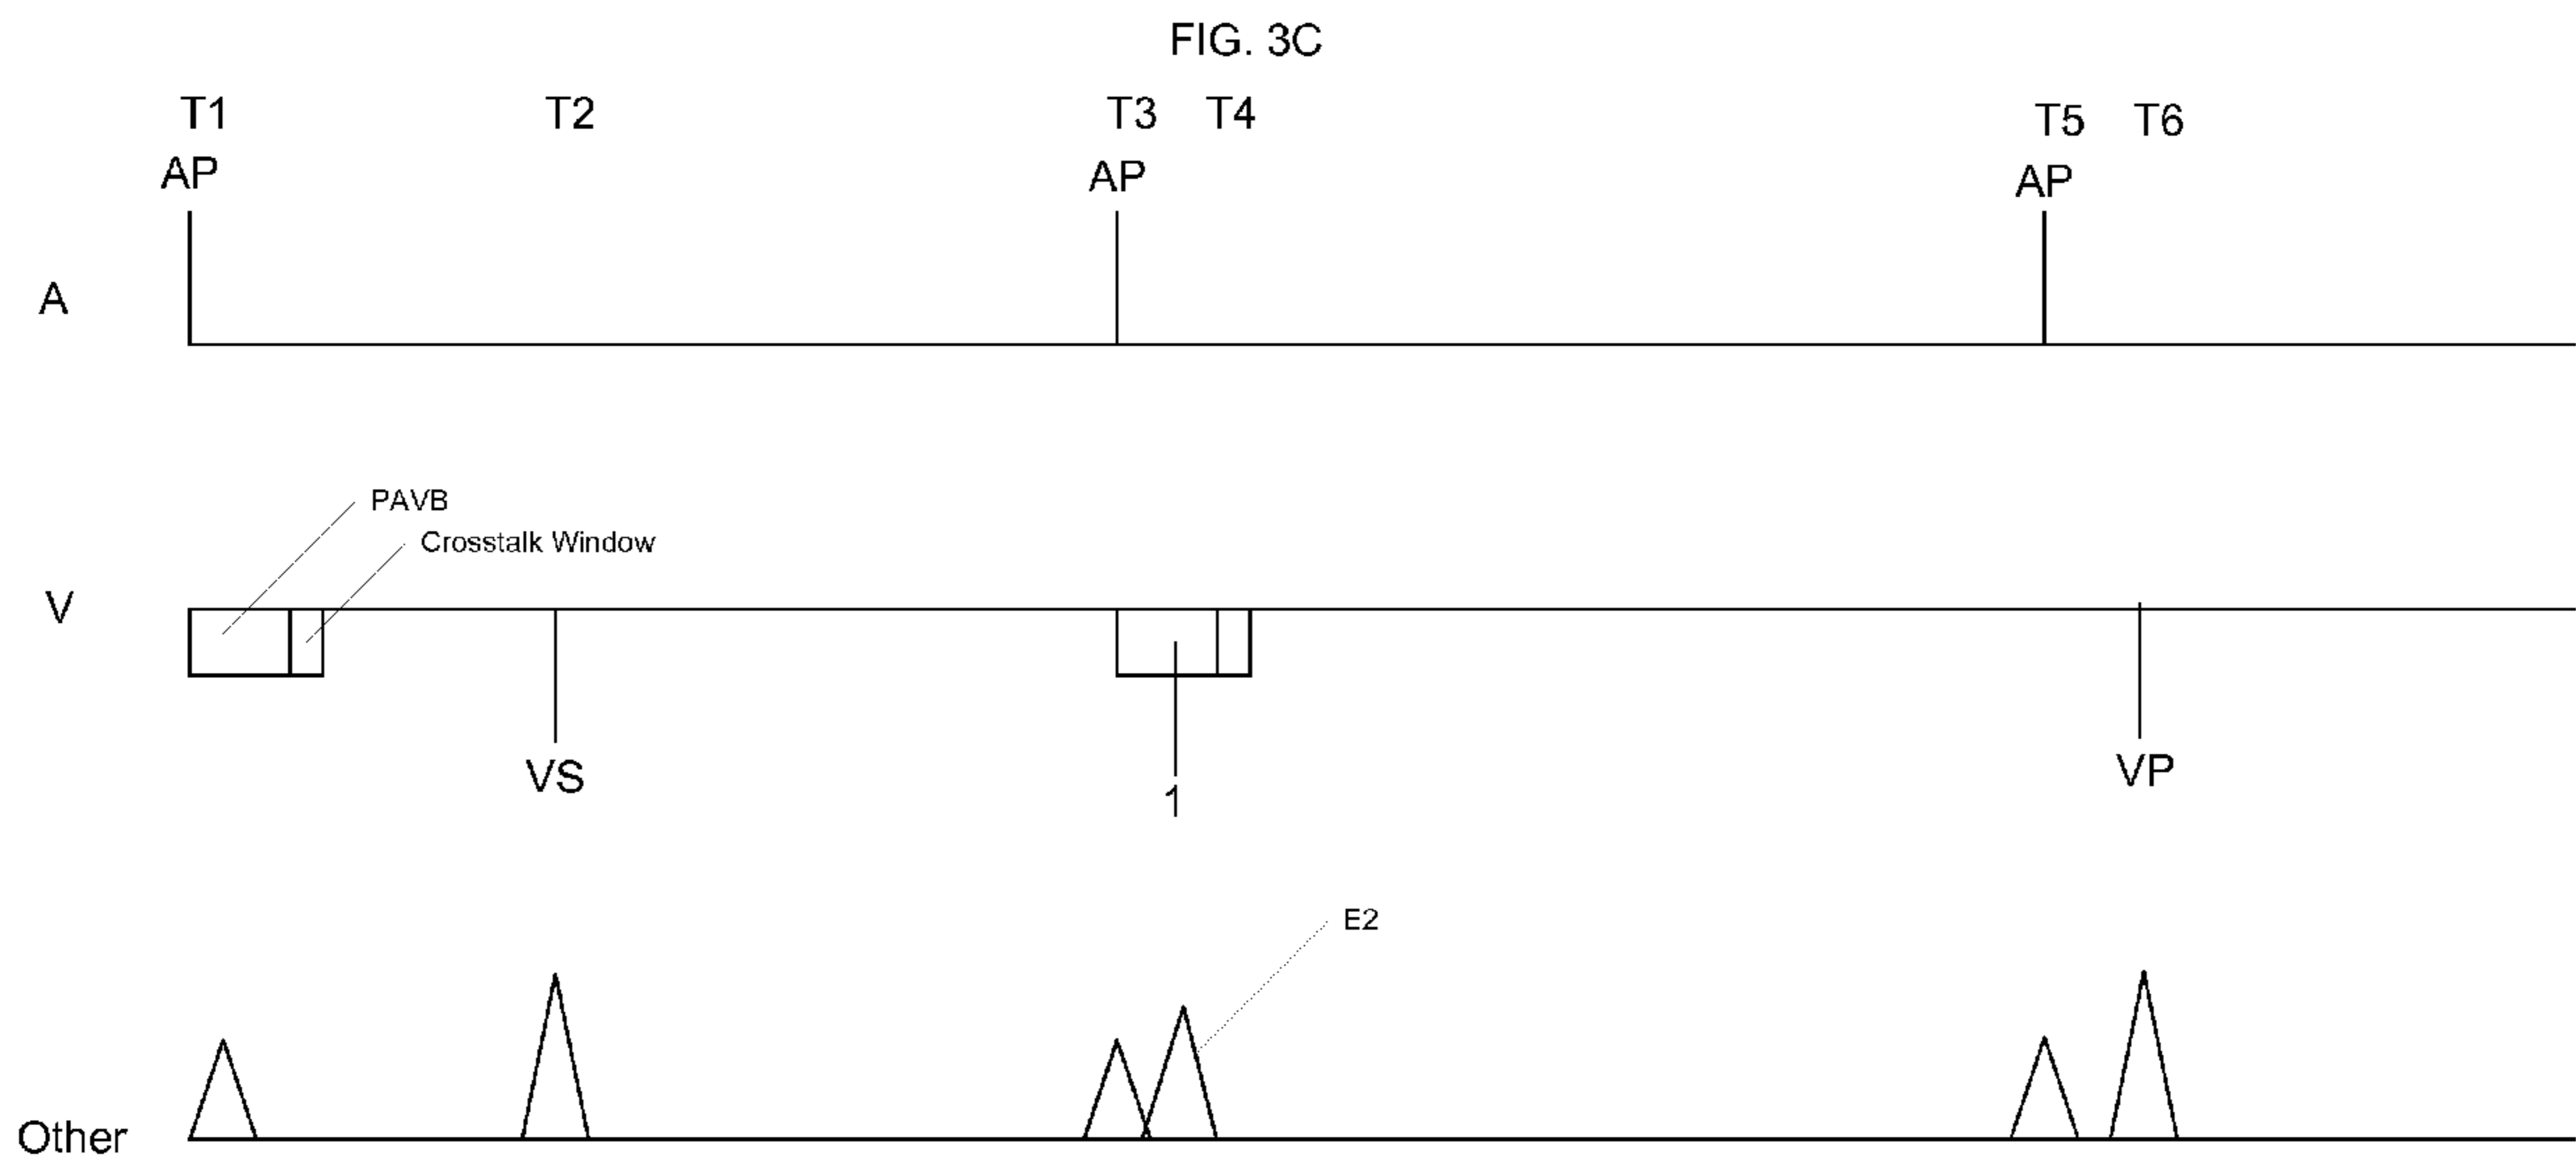 FIG. 3C
T1 T2 T3 T4 T5 T6
AP AP AP
A
PAVB
Crosstalk Window
V
VS 1 VP
E2
Other